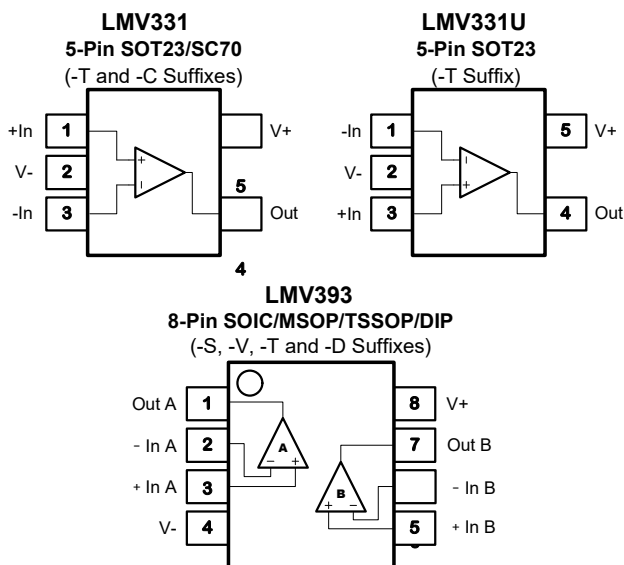 LMV331
5-Pin SOT23/SC70
(-T and -C Suffixes)
+In 1 V+
V- 2
5
-In 3 Out
4
+
-
LMV331U
5-Pin SOT23
(-T Suffix)
-In 1 5 V+
V- 2
+In 3 4 Out
-
+
LMV393
8-Pin SOIC/MSOP/TSSOP/DIP
(-S, -V, -T and -D Suffixes)
Out A 1 8 V+
- In A 2 7 Out B
+ In A 3 - In B
V- 4 5 + In B
A
- +
B
+ -